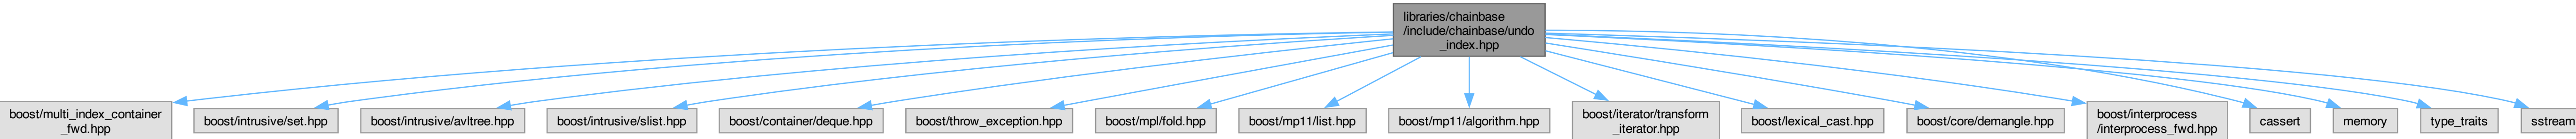 libraries/chainbase
/include/chainbase/undo
_index.hpp
boost/multi_index_container
_fwd.hpp
boost/intrusive/set.hpp
boost/intrusive/avltree.hpp
boost/intrusive/slist.hpp
boost/container/deque.hpp
boost/throw_exception.hpp
boost/mpl/fold.hpp
boost/mp11/list.hpp
boost/mp11/algorithm.hpp
boost/iterator/transform
_iterator.hpp
boost/lexical_cast.hpp
boost/core/demangle.hpp
boost/interprocess
/interprocess_fwd.hpp
cassert
memory
type_traits
sstream